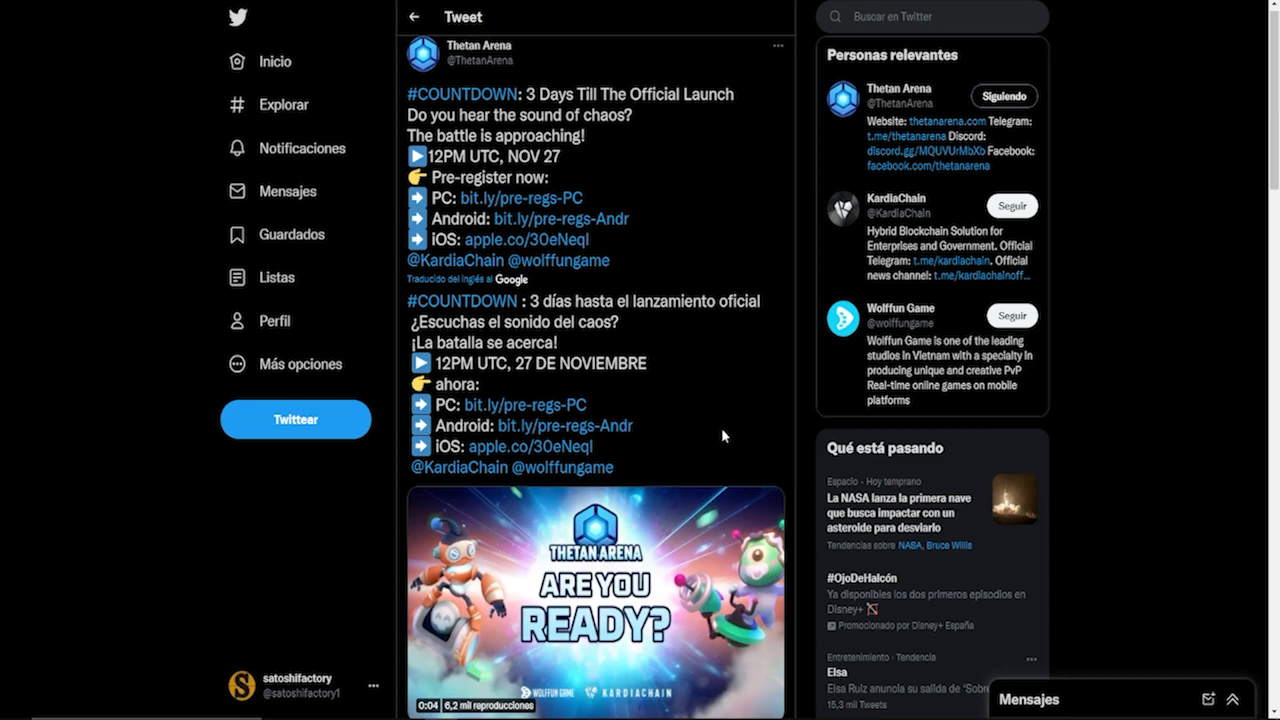 Inicio
Explorar
Notificaciones
Mensajes
Guardados
Listas
Perfil
Más opciones
Twittear
satoshifactory
@satoshifactory1
Tweet
Thetan Arena
@ThetanArena
#COUNTDOWN: 3 Days Till The Official Launch
Do you hear the sound of chaos?
The battle is approaching!
12PM UTC, NOV 27
Pre-register now:
PC: bit.ly/pre-regs-PC
Android: bit.ly/pre-regs-Andr
iOS: apple.co/30eNeqI
@KardiaChain @wolffungame
Traducido del inglés al Google
#COUNTDOWN : 3 días hasta el lanzamiento oficial
¿Escuchas el sonido del caos?
¡La batalla se acerca!
12PM UTC, 27 DE NOVIEMBRE
ahora:
PC: bit.ly/pre-regs-PC
Android: bit.ly/pre-regs-Andr
iOS: apple.co/30eNeqI
@KardiaChain @wolffungame
THETAN ARENA
ARE YOU
READY?
WOLFFUN GAME KARDIACHAIN
0:04 6,2 mil reproducciones
Buscar en Twitter
Personas relevantes
Thetan Arena
@ThetanArena
Siguiendo
Website: thetanarena.com Telegram:
t.me/thetanarena Discord:
discord.gg/MQUVUrMbXb Facebook:
facebook.com/thetanarena
KardiaChain
@KardiaChain
Seguir
Hybrid Blockchain Solution for
Enterprises and Government. Official
Telegram: t.me/kardiachain. Official
news channel: t.me/kardiachainoff...
Wolffun Game
@wolffungame
Seguir
Wolffun Game is one of the leading
studios in Vietnam with a specialty in
producing unique and creative PvP
Real-time online games on mobile
platforms
Qué está pasando
Espacio · Hoy temprano
La NASA lanza la primera nave
que busca impactar con un
asteroide para desviarlo
Tendencias sobre NASA, Bruce Willis
#OjoDeHalcón
Ya disponibles los dos primeros episodios en
Disney+
Promocionado por Disney+ España
Entretenimiento · Tendencia
Elsa
Elsa Ruiz anuncia su salida de 'Sobre
15,3 mil Tweets
Mensajes